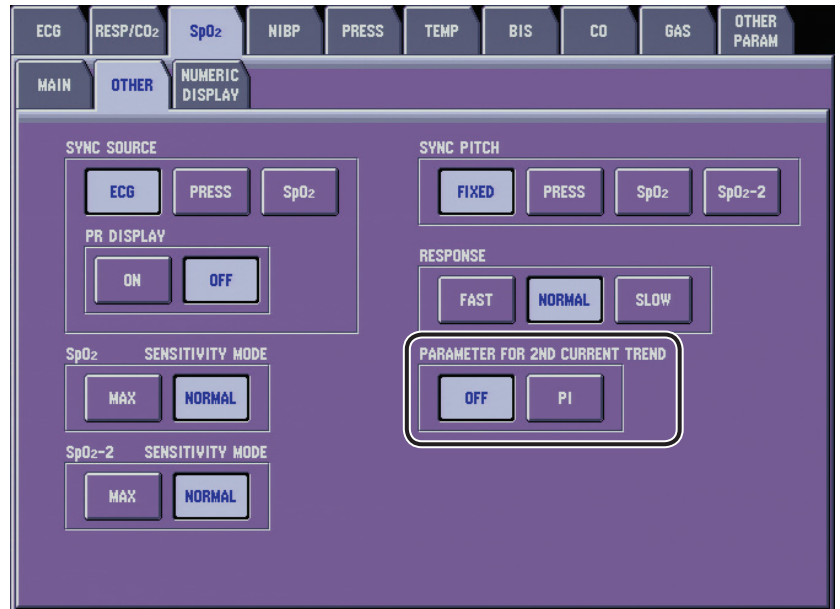 ECG RESP/CO₂ SpO₂ NIBP PRESS TEMP BIS CO GAS OTHER PARAM
MAIN OTHER NUMERIC DISPLAY
SYNC SOURCE
ECG PRESS SpO₂
PR DISPLAY
ON OFF
SYNC PITCH
FIXED PRESS SpO₂ SpO₂-2
RESPONSE
FAST NORMAL SLOW
SpO₂ SENSITIVITY MODE
MAX NORMAL
PARAMETER FOR 2ND CURRENT TREND
OFF PI
SpO₂-2 SENSITIVITY MODE
MAX NORMAL